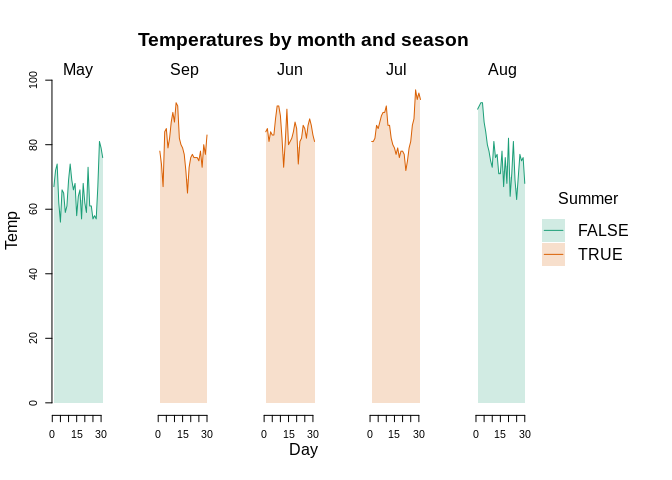 Temperatures by month and season
May Sep Jun Jul Aug
100
80
60
40
20
0
Temp
0 15 30 0 15 30 0 15 30 0 15 30 0 15 30
Day
Summer
FALSE
TRUE